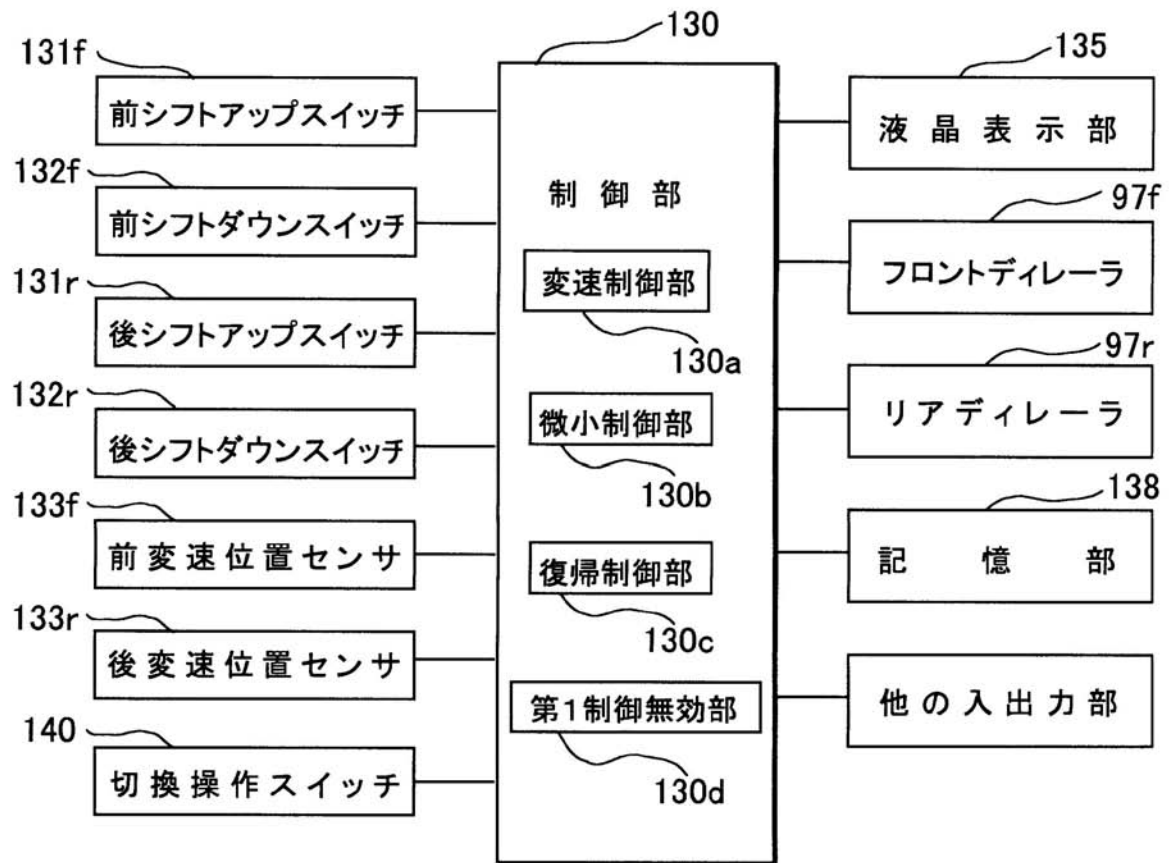 131f
前シフトアップスイッチ
132f
前シフトダウンスイッチ
131r
後シフトアップスイッチ
132r
後シフトダウンスイッチ
133f
前変速位置センサ
133r
後変速位置センサ
140
切換操作スイッチ
130
制御部
変速制御部
130a
微小制御部
130b
復帰制御部
130c
第1制御無効部
130d
135
液晶表示部
97f
フロントディレーラ
97r
リアディレーラ
138
記憶部
他の入出力部